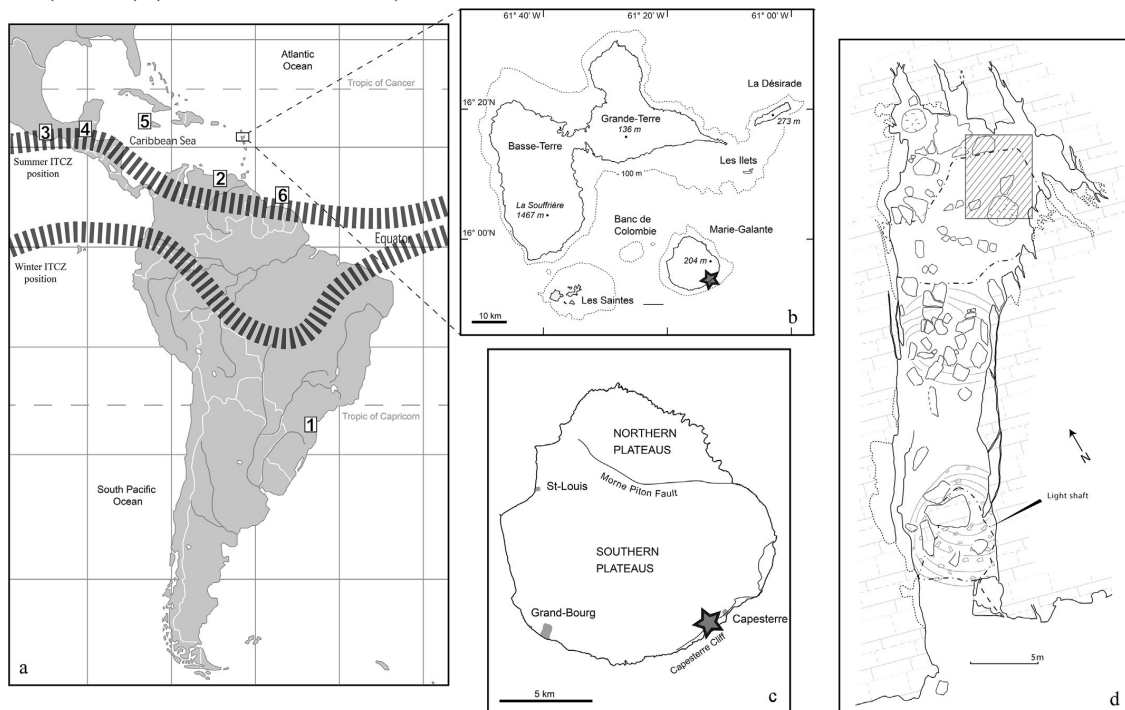 Atlantic
Ocean
Tropic of Cancer
3
4
5
Caribbean Sea
Summer ITCZ
position
2
6
Equator
Winter ITCZ
position
1
Tropic of Capricorn
South Pacific
Ocean
a
61° 40' W
61° 20' W
61° 00' W
16° 20' N
16° 00' N
La Désirade
273 m
Grande-Terre
136 m
Basse-Terre
Les Ilets
100 m
La Souffrière
1467 m
Banc de
Colombie
Marie-Galante
204 m
Les Saintes
10 km
b
NORTHERN
PLATEAUS
Morne Piton Fault
St-Louis
SOUTHERN
PLATEAUS
Grand-Bourg
Capesterre
Capesterre Cliff
5 km
c
N
Light shaft
5m
d